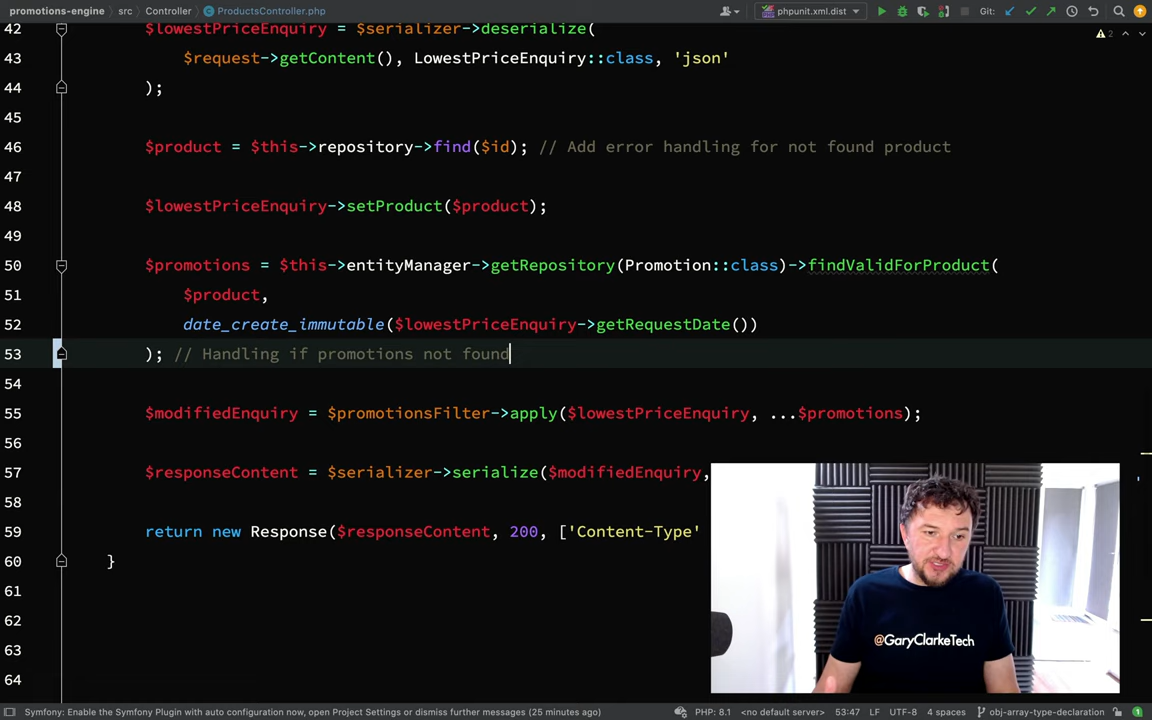 promotions-engine › src › Controller › ProductsController.php
phpunit.xml.dist
Git:
42 $lowestPriceEnquiry = $serializer->deserialize(
2
43 $request->getContent(), LowestPriceEnquiry::class, 'json'
44 );
45
46 $product = $this->repository->find($id); // Add error handling for not found product
47
48 $lowestPriceEnquiry->setProduct($product);
49
50 $promotions = $this->entityManager->getRepository(Promotion::class)->findValidForProduct(
51 $product,
52 date_create_immutable($lowestPriceEnquiry->getRequestDate())
53 ); // Handling if promotions not found
54
55 $modifiedEnquiry = $promotionsFilter->apply($lowestPriceEnquiry, ...$promotions);
56
57 $responseContent = $serializer->serialize($modifiedEnquiry,
58
59 return new Response($responseContent, 200, ['Content-Type'
60 }
61
62
63
64
@GaryClarkeTech
Symfony: Enable the Symfony Plugin with auto configuration now, open Project Settings or dismiss further messages (25 minutes ago)
PHP: 8.1 <no default server> 53:47 LF UTF-8 4 spaces obj-array-type-declaration 1